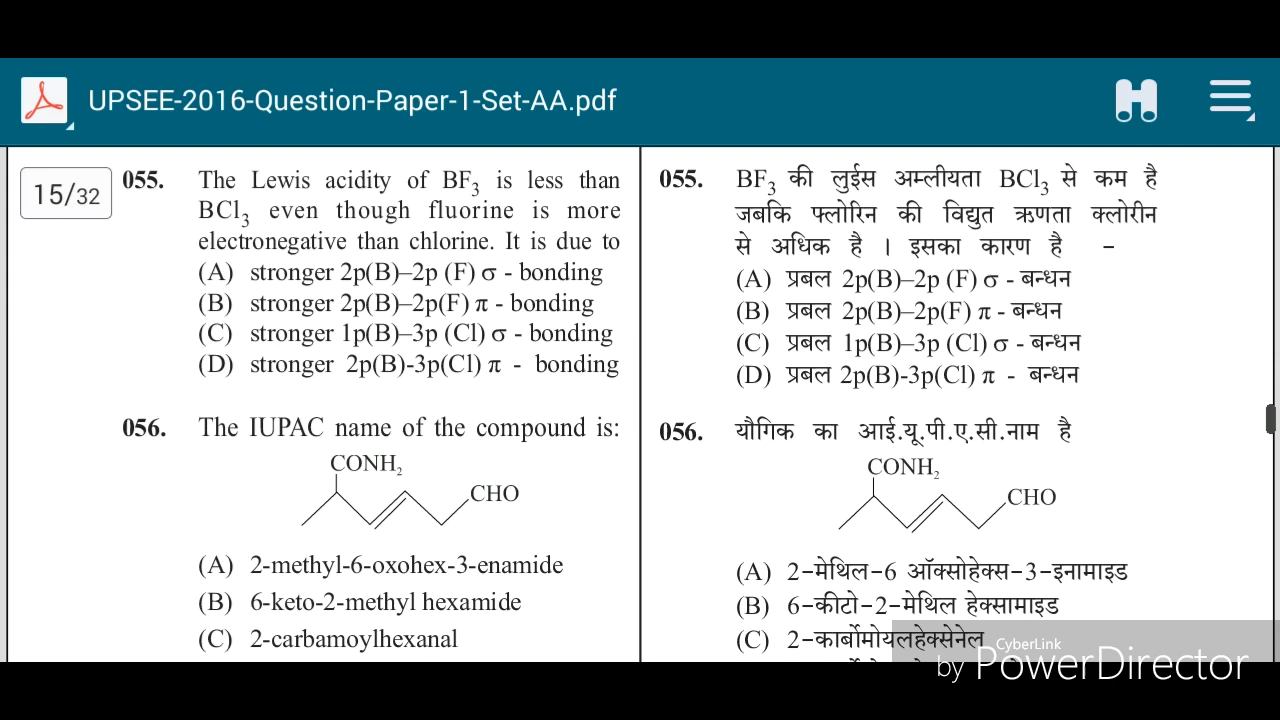 UPSEE-2016-Question-Paper-1-Set-AA.pdf
15/32
055. The Lewis acidity of BF₃ is less than
BCl₃ even though fluorine is more
electronegative than chlorine. It is due to
(A) stronger 2p(B)–2p (F) σ - bonding
(B) stronger 2p(B)–2p(F) π - bonding
(C) stronger 1p(B)–3p (Cl) σ - bonding
(D) stronger 2p(B)-3p(Cl) π - bonding
056. The IUPAC name of the compound is:
CONH₂
CHO
(A) 2-methyl-6-oxohex-3-enamide
(B) 6-keto-2-methyl hexamide
(C) 2-carbamoylhexanal
055. BF₃ की लुईस अम्लीयता BCl₃ से कम है
जबकि फ्लोरिन की विद्युत ऋणता क्लोरीन
से अधिक है । इसका कारण है –
(A) प्रबल 2p(B)–2p (F) σ - बन्धन
(B) प्रबल 2p(B)–2p(F) π - बन्धन
(C) प्रबल 1p(B)–3p (Cl) σ - बन्धन
(D) प्रबल 2p(B)-3p(Cl) π - बन्धन
056. यौगिक का आई.यू.पी.ए.सी.नाम है
CONH₂
CHO
(A) 2-मेथिल-6 ऑक्सोहेक्स-3-इनामाइड
(B) 6-कीटो-2-मेथिल हेक्सामाइड
(C) 2-कार्बोमोयलहेक्सेनेल
CyberLink
by PowerDirector